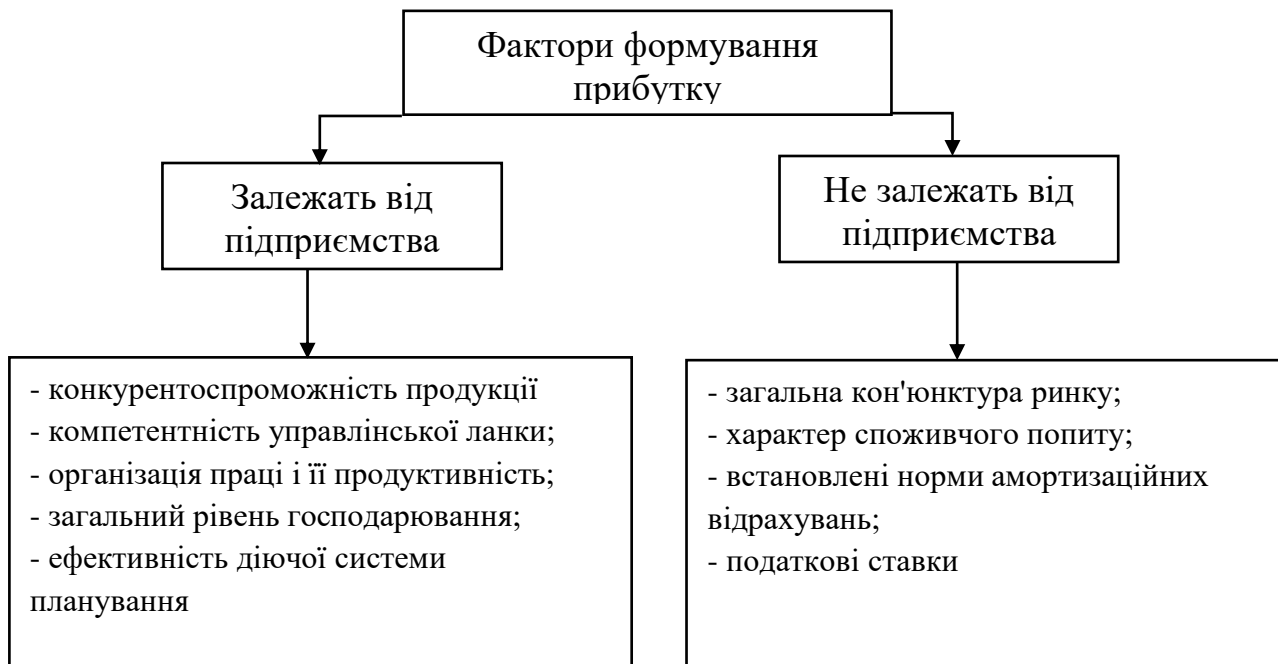 Фактори формування
прибутку
Залежать від
підприємства
Не залежать від
підприємства
- конкурентоспроможність продукції
- компетентність управлінської ланки;
- організація праці і її продуктивність;
- загальний рівень господарювання;
- ефективність діючої системи
планування
- загальна кон'юнктура ринку;
- характер споживчого попиту;
- встановлені норми амортизаційних
відрахувань;
- податкові ставки